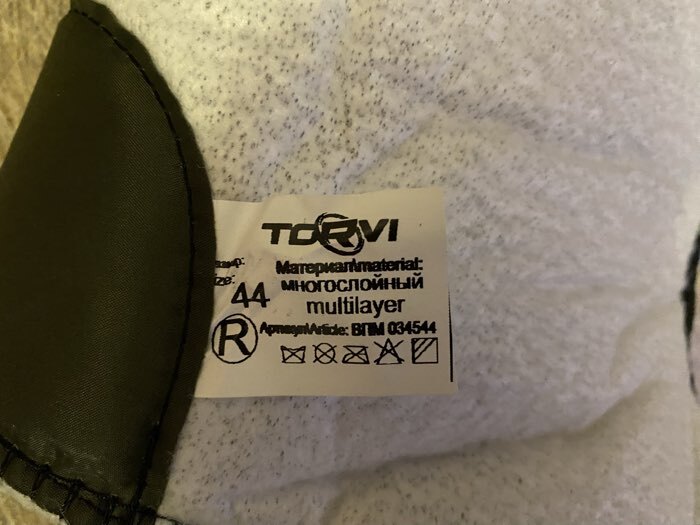 TORVI
Материал\material:
многослойный
44
multilayer
Артикул\Article: ВПМ 034544
R